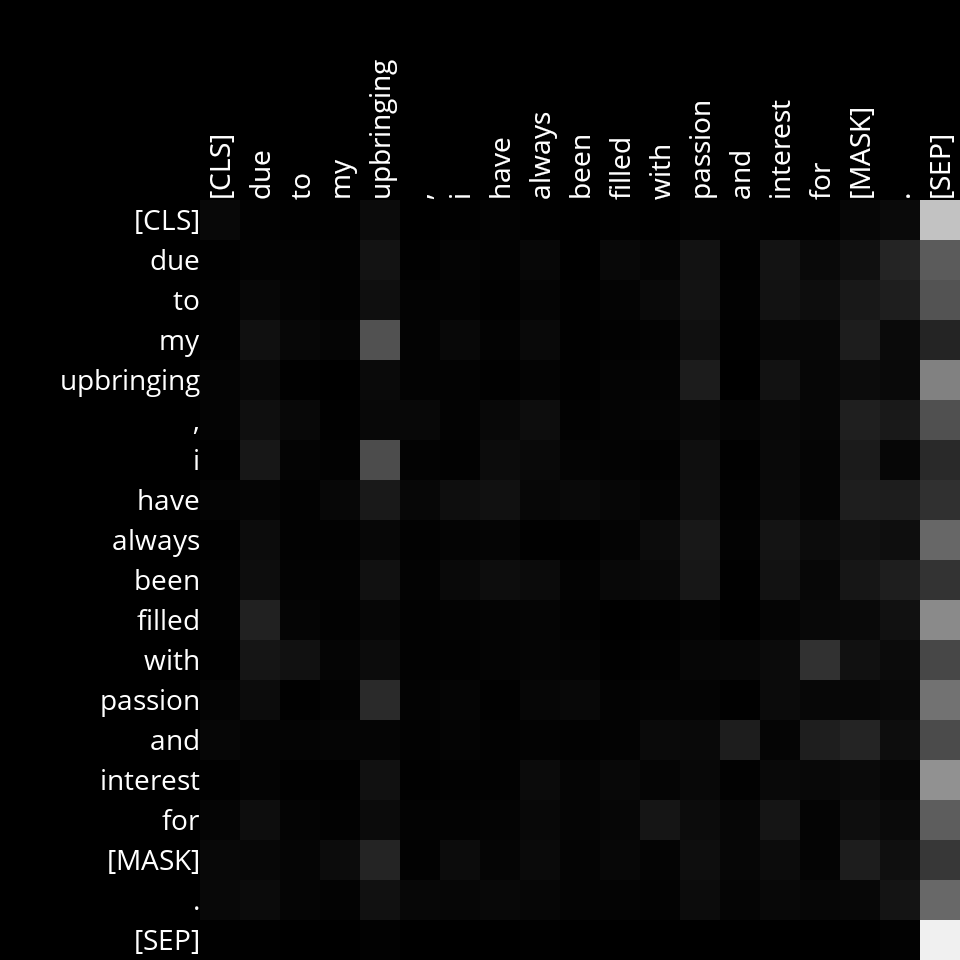 [CLS] due to my upbringing , i have always been filled with passion and interest for [MASK] . [SEP]
[CLS]
due
to
my
upbringing
,
i
have
always
been
filled
with
passion
and
interest
for
[MASK]
.
[SEP]